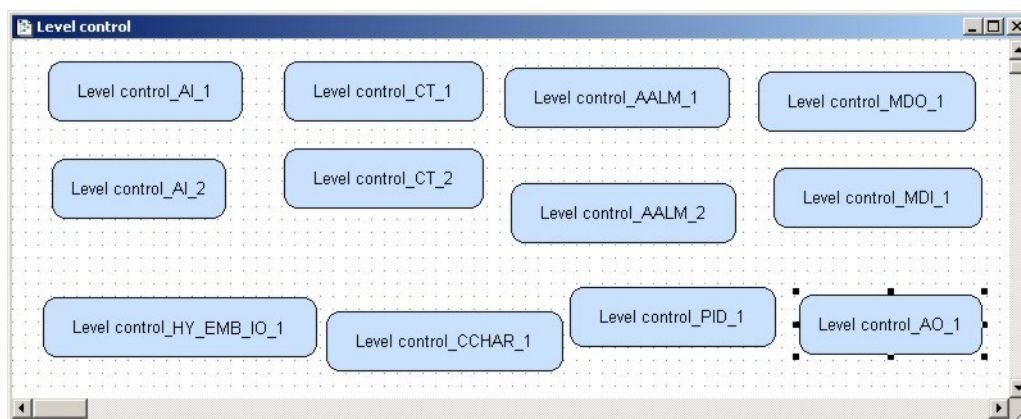 Level control
Level control_AI_1
Level control_CT_1
Level control_AALM_1
Level control_MDO_1
Level control_AI_2
Level control_CT_2
Level control_AALM_2
Level control_MDI_1
Level control_HY_EMB_IO_1
Level control_CCHAR_1
Level control_PID_1
Level control_AO_1